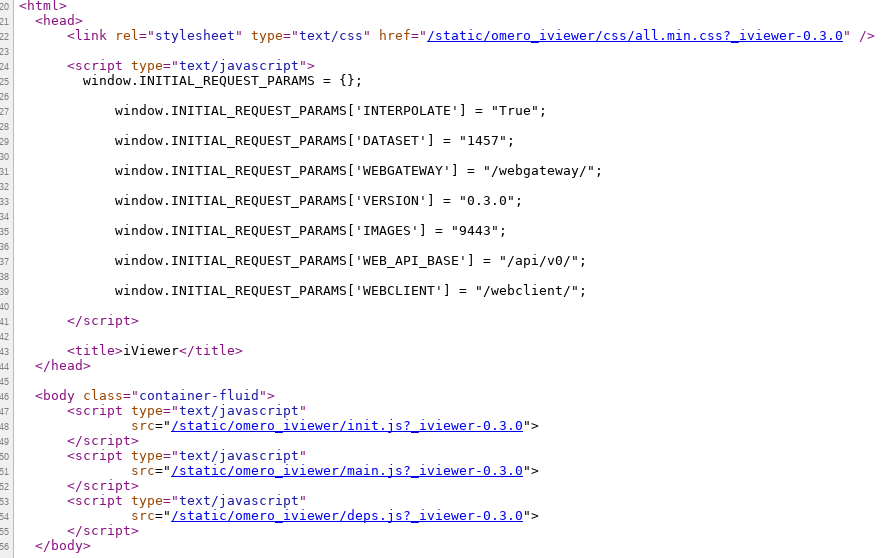 20 <html>
21 <head>
22 <link rel="stylesheet" type="text/css" href="/static/omero_iviewer/css/all.min.css?_iviewer-0.3.0" />
23
24 <script type="text/javascript">
25 window.INITIAL_REQUEST_PARAMS = {};
26
27 window.INITIAL_REQUEST_PARAMS['INTERPOLATE'] = "True";
28
29 window.INITIAL_REQUEST_PARAMS['DATASET'] = "1457";
30
31 window.INITIAL_REQUEST_PARAMS['WEBGATEWAY'] = "/webgateway/";
32
33 window.INITIAL_REQUEST_PARAMS['VERSION'] = "0.3.0";
34
35 window.INITIAL_REQUEST_PARAMS['IMAGES'] = "9443";
36
37 window.INITIAL_REQUEST_PARAMS['WEB_API_BASE'] = "/api/v0/";
38
39 window.INITIAL_REQUEST_PARAMS['WEBCLIENT'] = "/webclient/";
40
41 </script>
42
43 <title>iViewer</title>
44 </head>
45
46 <body class="container-fluid">
47 <script type="text/javascript"
48 src="/static/omero_iviewer/init.js?_iviewer-0.3.0">
49 </script>
50 <script type="text/javascript"
51 src="/static/omero_iviewer/main.js?_iviewer-0.3.0">
52 </script>
53 <script type="text/javascript"
54 src="/static/omero_iviewer/deps.js?_iviewer-0.3.0">
55 </script>
56 </body>